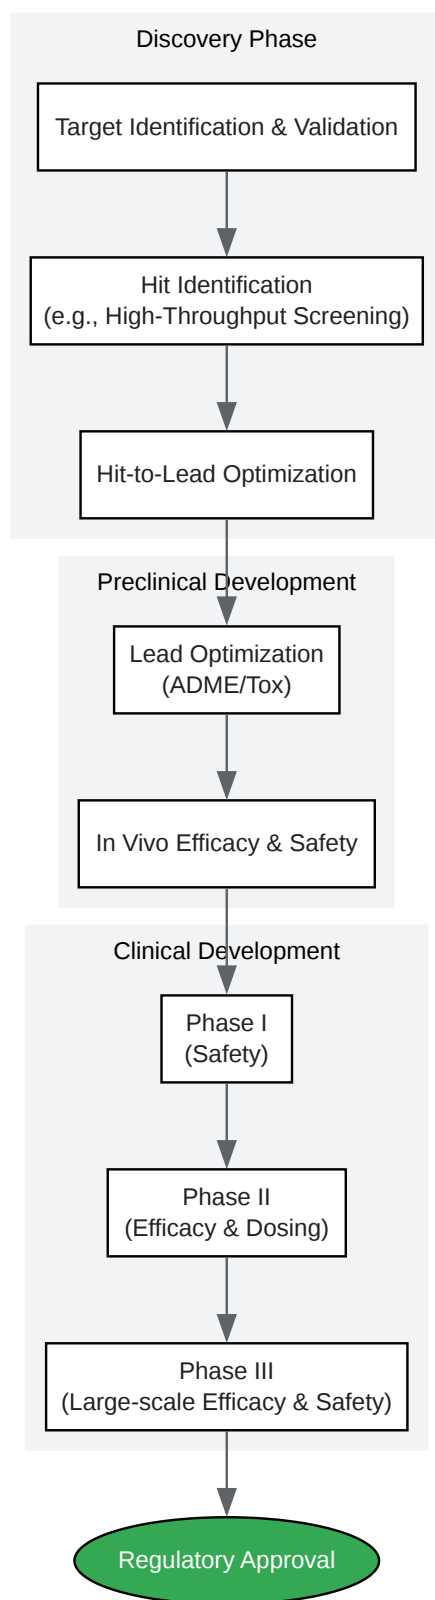 Discovery Phase
Target Identification & Validation
Hit Identification
(e.g., High-Throughput Screening)
Hit-to-Lead Optimization
Preclinical Development
Lead Optimization
(ADME/Tox)
In Vivo Efficacy & Safety
Clinical Development
Phase I
(Safety)
Phase II
(Efficacy & Dosing)
Phase III
(Large-scale Efficacy & Safety)
Regulatory Approval